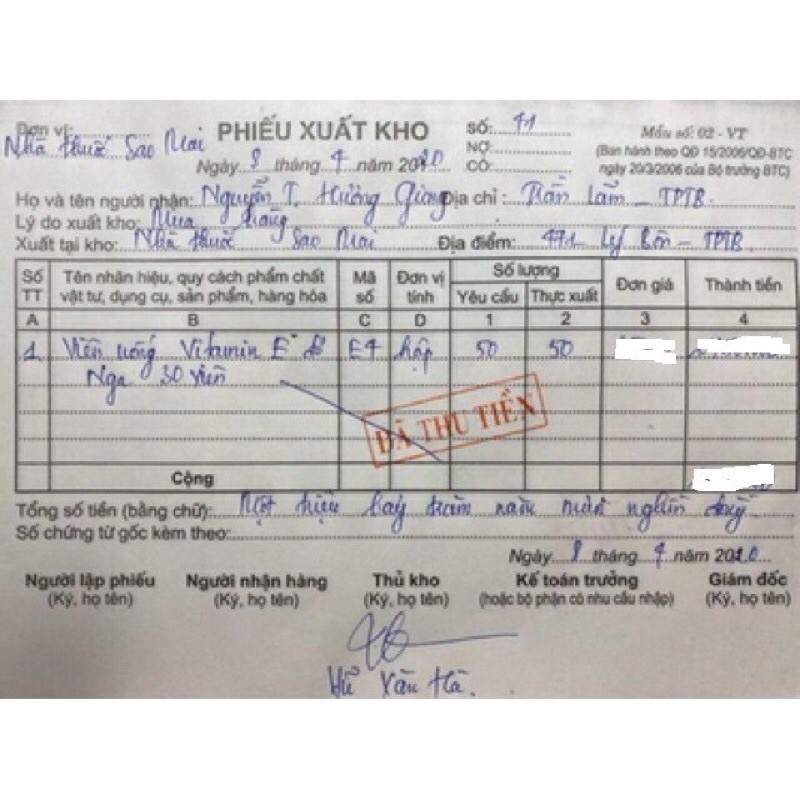 Đơn vị: Nhà thuốc Sao Mai
PHIẾU XUẤT KHO
Ngày 8 tháng 7 năm 2020
Số: 71
NỢ:
CÓ:
Mẫu số: 02 - VT
(Ban hành theo QĐ 15/2006/QĐ-BTC
ngày 20/3/2006 của Bộ trưởng BTC)
Họ và tên người nhận: Nguyễn T. Hương Giang Địa chỉ: Trần Lãm - TPTB.
Lý do xuất kho: Mua hàng
Xuất tại kho: Nhà thuốc Sao Mai Địa điểm: 471 Lý Bôn - TPTB.
Số TT Tên nhãn hiệu, quy cách phẩm chất vật tư, dụng cụ, sản phẩm, hàng hóa Mã số Đơn vị tính Số lượng Đơn giá Thành tiền
Yêu cầu Thực xuất
A B C D 1 2 3 4
1 Viên uống Vitamin E đỏ E4 hộp 50 50
Nga 30 viên
ĐÃ THU TIỀN
Cộng
Tổng số tiền (bằng chữ): Một triệu bảy trăm năm mươi nghìn
Số chứng từ gốc kèm theo:
Ngày 8 tháng 7 năm 2020
Người lập phiếu Người nhận hàng Thủ kho Kế toán trưởng Giám đốc
(Ký, họ tên) (Ký, họ tên) (Ký, họ tên) (hoặc bộ phận có nhu cầu nhập) (Ký, họ tên)
Văn Hà.